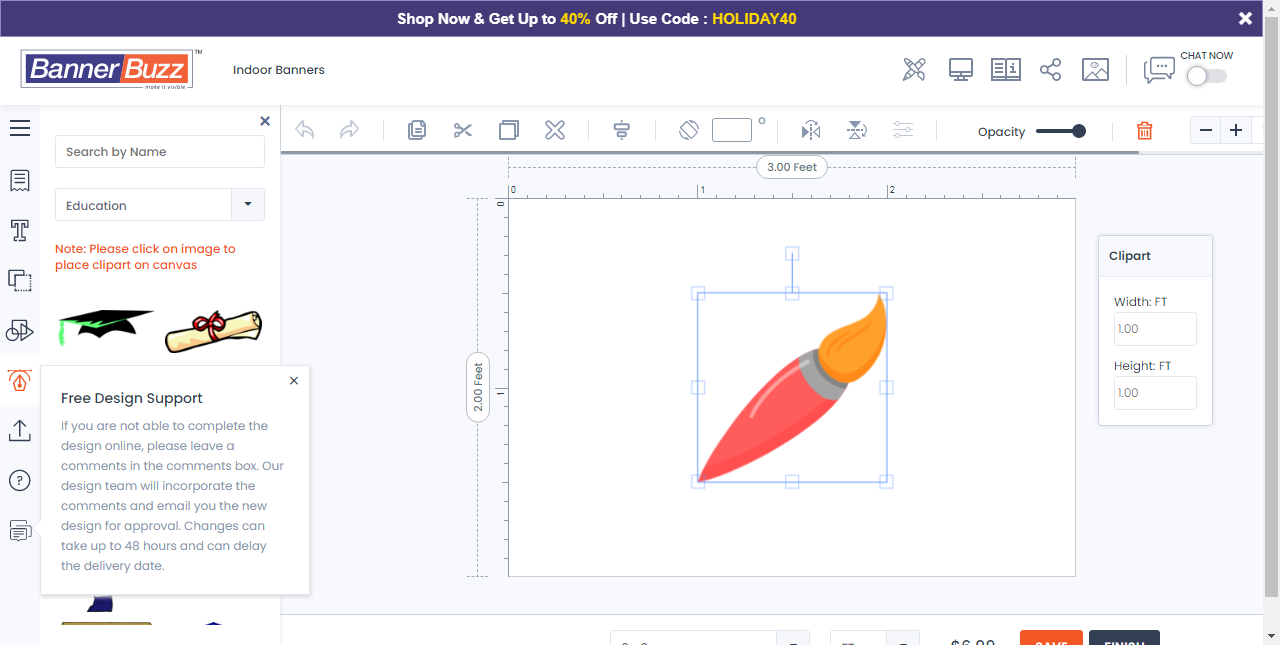 Shop Now & Get Up to 40% Off | Use Code : HOLIDAY40
BannerBuzz™
make it visible
Indoor Banners
CHAT NOW
Search by Name
Education
Note: Please click on image to
place clipart on canvas
Opacity
3.00 Feet
0
1
2
0
2.00 Feet
1
Clipart
Width: FT
1.00
Height: FT
1.00
Free Design Support
If you are not able to complete the
design online, please leave a
comments in the comments box. Our
design team will incorporate the
comments and email you the new
design for approval. Changes can
take up to 48 hours and can delay
the delivery date.
$6.99
SAVE
FINISH